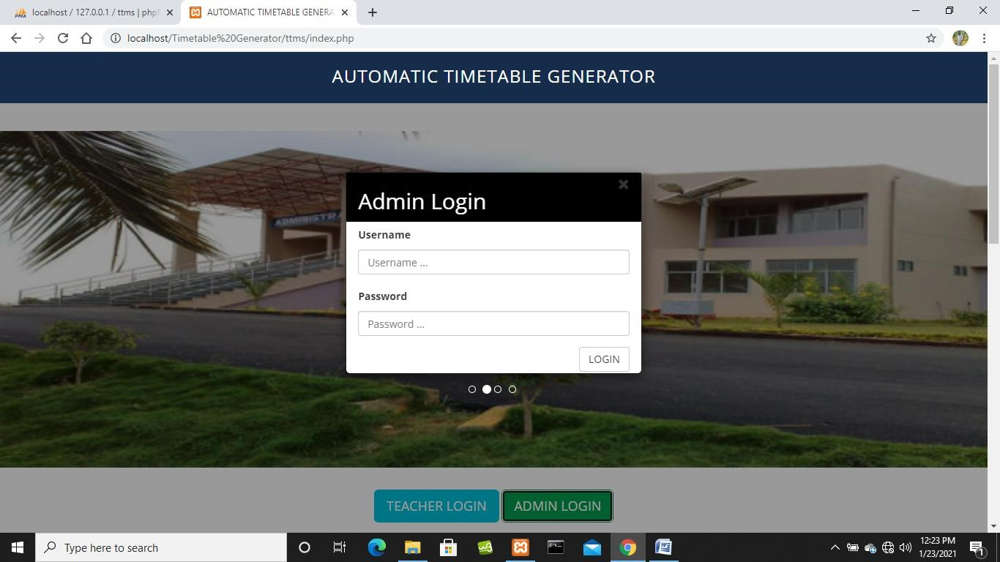 localhost / 127.0.0.1 / ttms | php
AUTOMATIC TIMETABLE GENERA
localhost/Timetable%20Generator/ttms/index.php
AUTOMATIC TIMETABLE GENERATOR
Admin Login
Username
Username ...
Password
Password ...
LOGIN
TEACHER LOGIN
ADMIN LOGIN
Type here to search
12:23 PM
1/23/2021
1